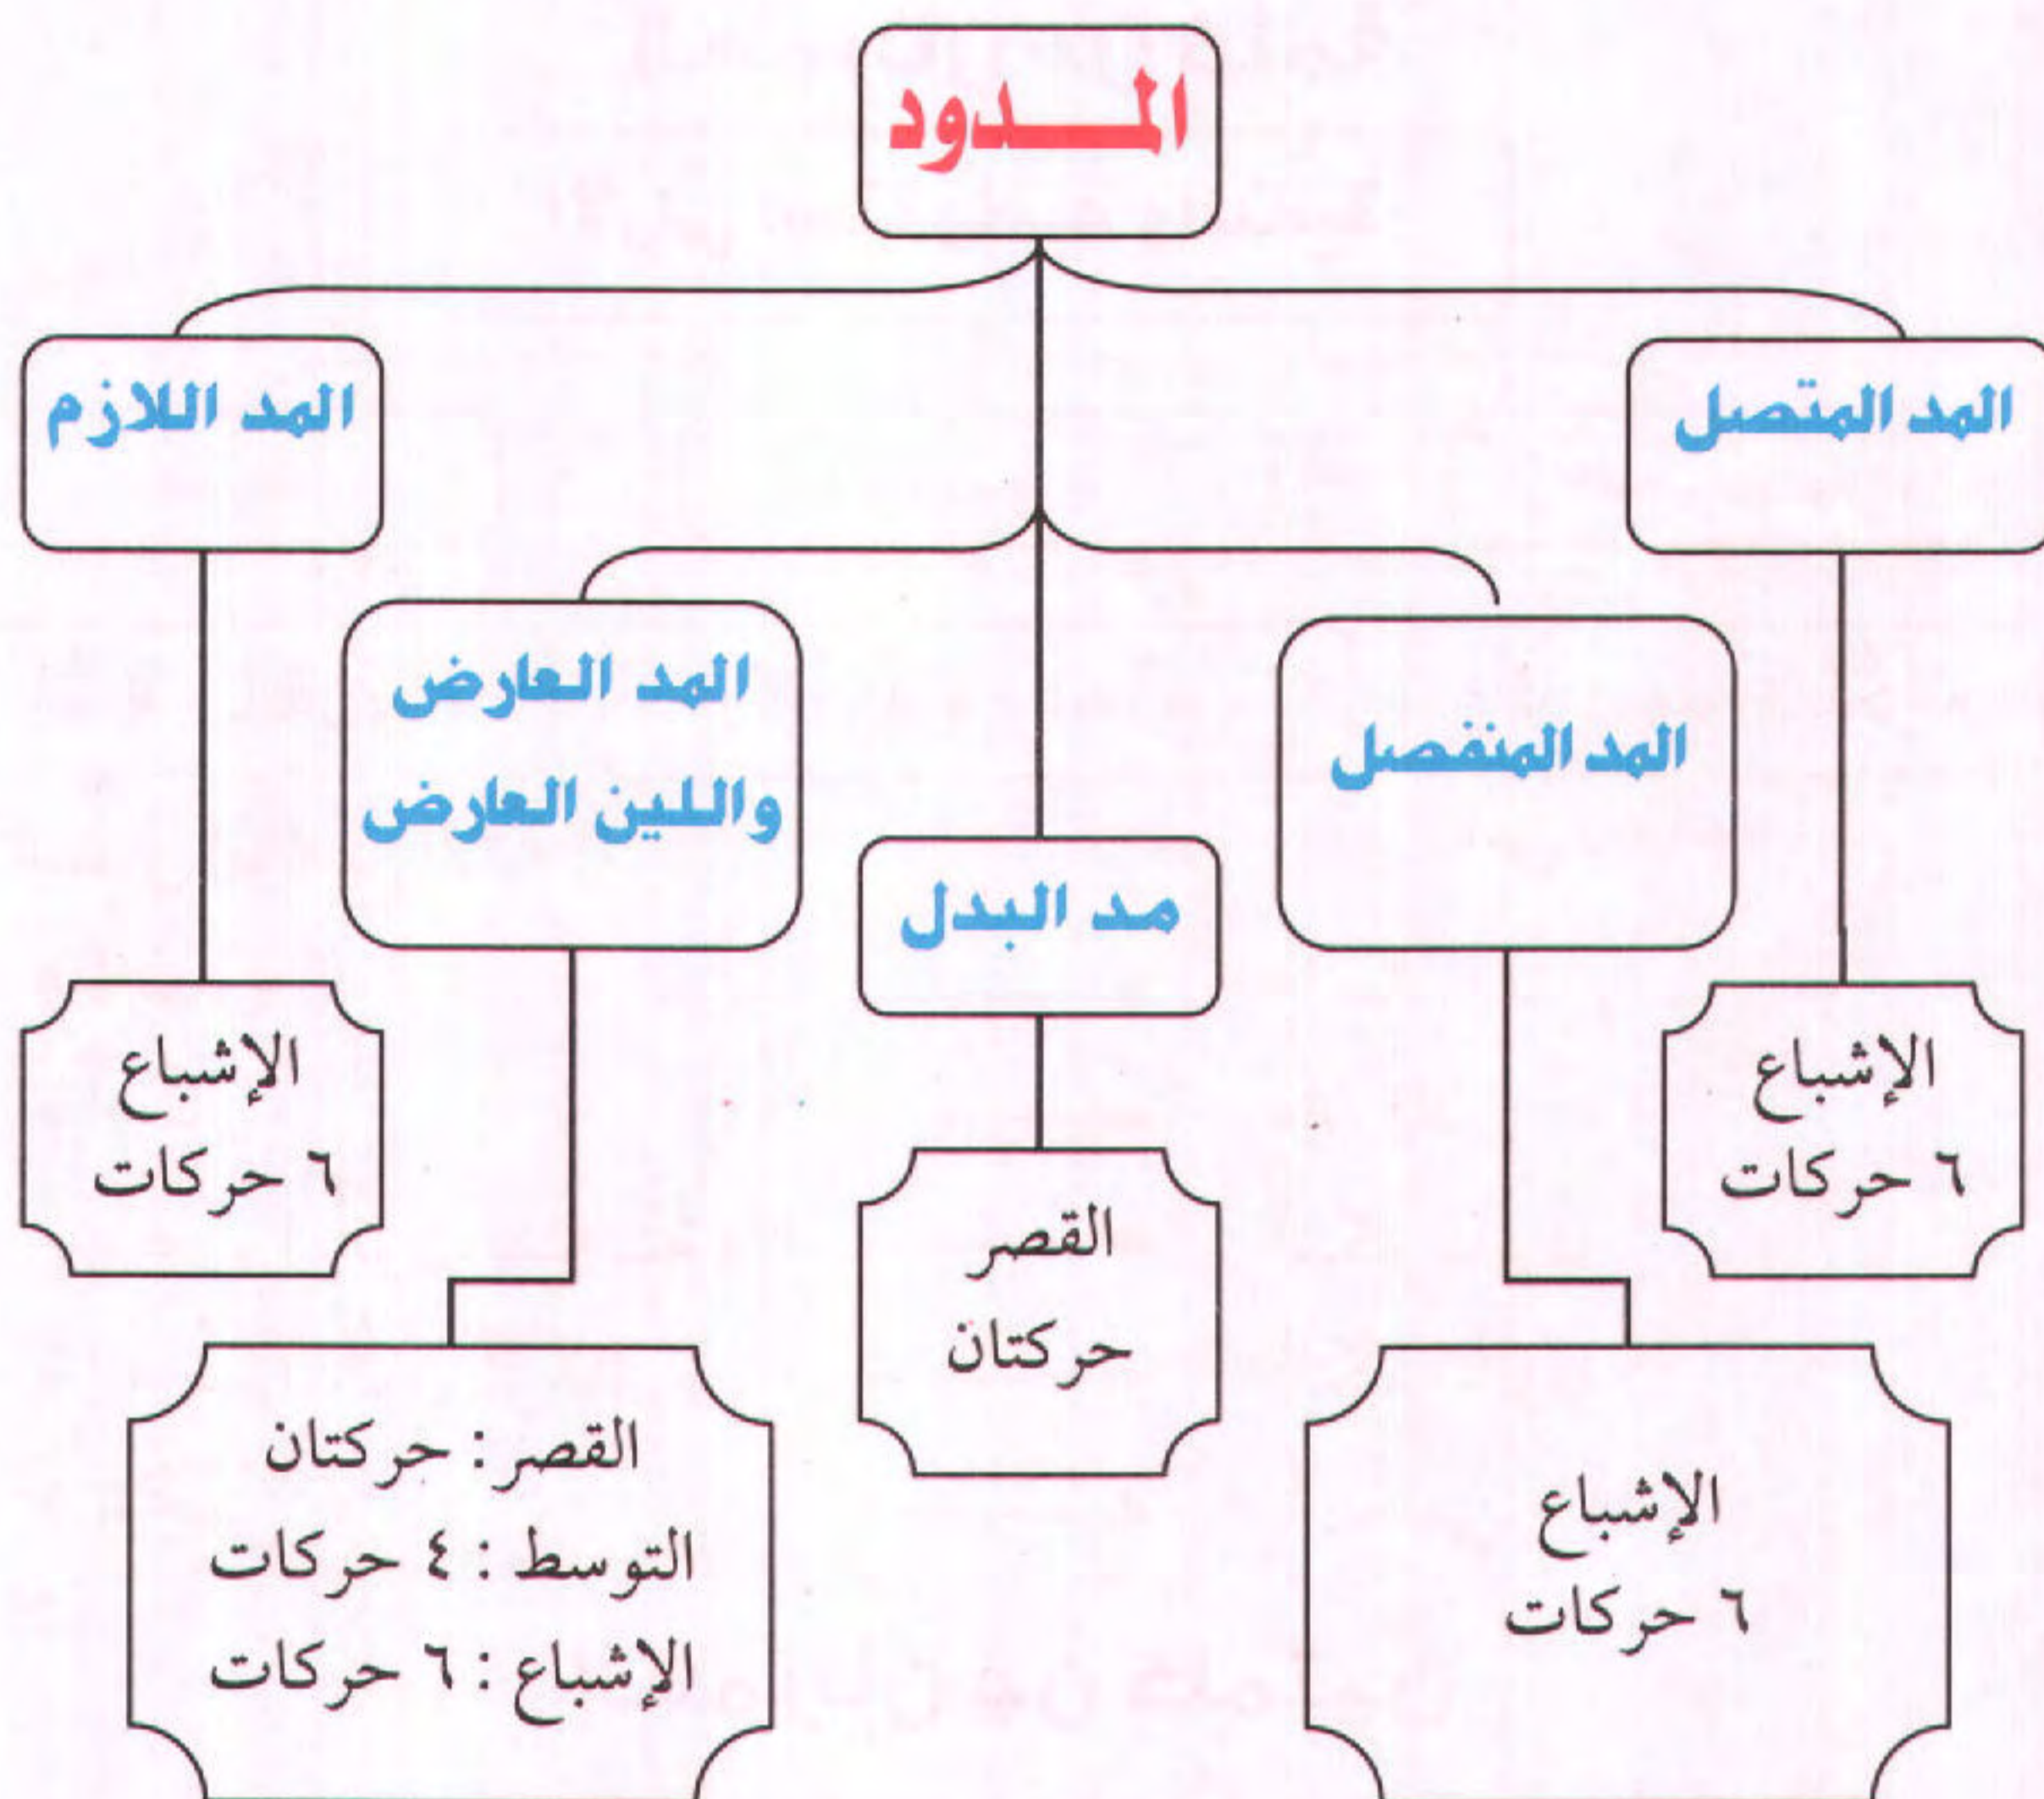 المدود
المد المتصل
المد اللازم
المد المنفصل
المد العارض
واللين العارض
مد البدل
الإشباع
٦ حركات
الإشباع
٦ حركات
القصر
حركتان
الإشباع
٦ حركات
القصر : حركتان
التوسط : ٤ حركات
الإشباع : ٦ حركات